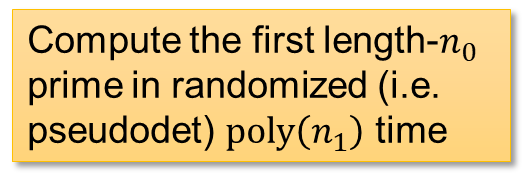 Compute the first length-n₀
prime in randomized (i.e.
pseudodet) poly(n₁) time